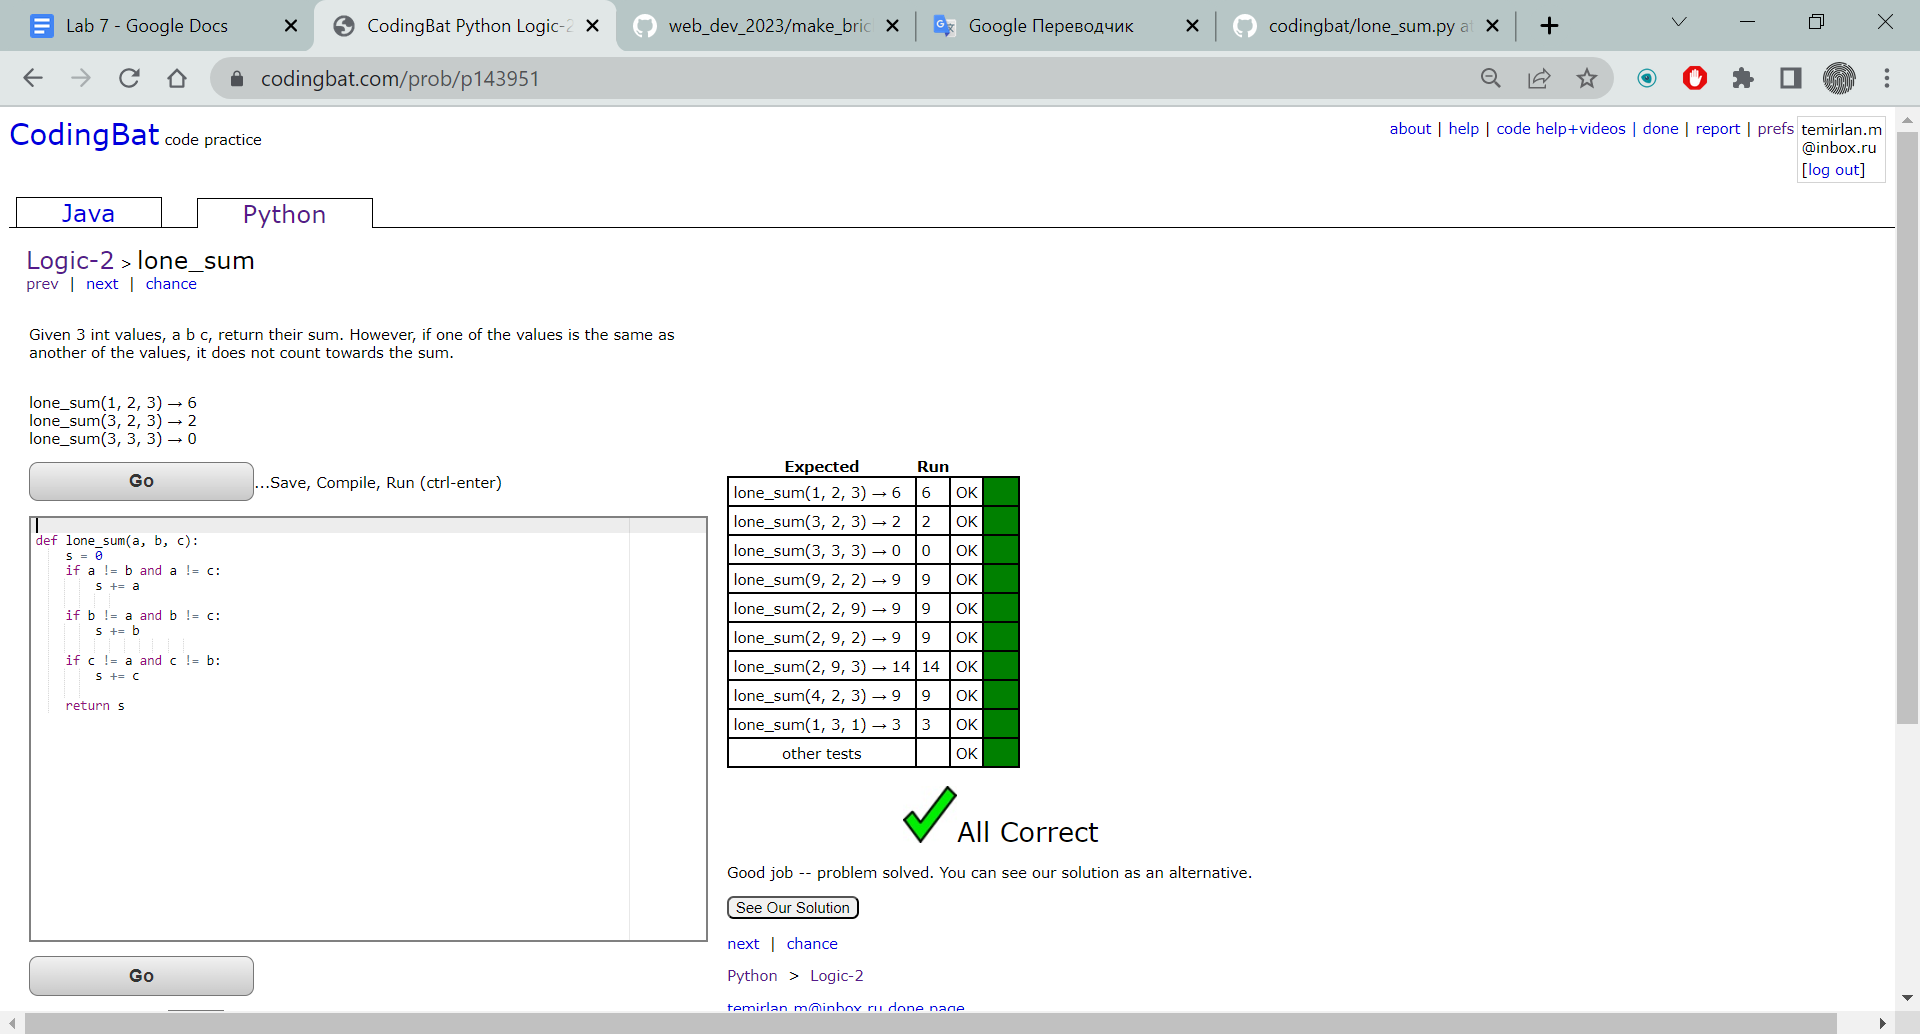 Lab 7 - Google Docs
CodingBat Python Logic-2
web_dev_2023/make_bric
Google Переводчик
codingbat/lone_sum.py at
codingbat.com/prob/p143951
CodingBat code practice
about | help | code help+videos | done | report | prefs
temirlan.m
@inbox.ru
[log out]
Java
Python
Logic-2 > lone_sum
prev | next | chance
Given 3 int values, a b c, return their sum. However, if one of the values is the same as
another of the values, it does not count towards the sum.
lone_sum(1, 2, 3) → 6
lone_sum(3, 2, 3) → 2
lone_sum(3, 3, 3) → 0
Go
...Save, Compile, Run (ctrl-enter)
def lone_sum(a, b, c):
s = 0
if a != b and a != c:
s += a
if b != a and b != c:
s += b
if c != a and c != b:
s += c
return s
Go
Expected Run
lone_sum(1, 2, 3) → 6 6 OK
lone_sum(3, 2, 3) → 2 2 OK
lone_sum(3, 3, 3) → 0 0 OK
lone_sum(9, 2, 2) → 9 9 OK
lone_sum(2, 2, 9) → 9 9 OK
lone_sum(2, 9, 2) → 9 9 OK
lone_sum(2, 9, 3) → 14 14 OK
lone_sum(4, 2, 3) → 9 9 OK
lone_sum(1, 3, 1) → 3 3 OK
other tests OK
All Correct
Good job -- problem solved. You can see our solution as an alternative.
See Our Solution
next | chance
Python > Logic-2
temirlan.m@inbox.ru done page